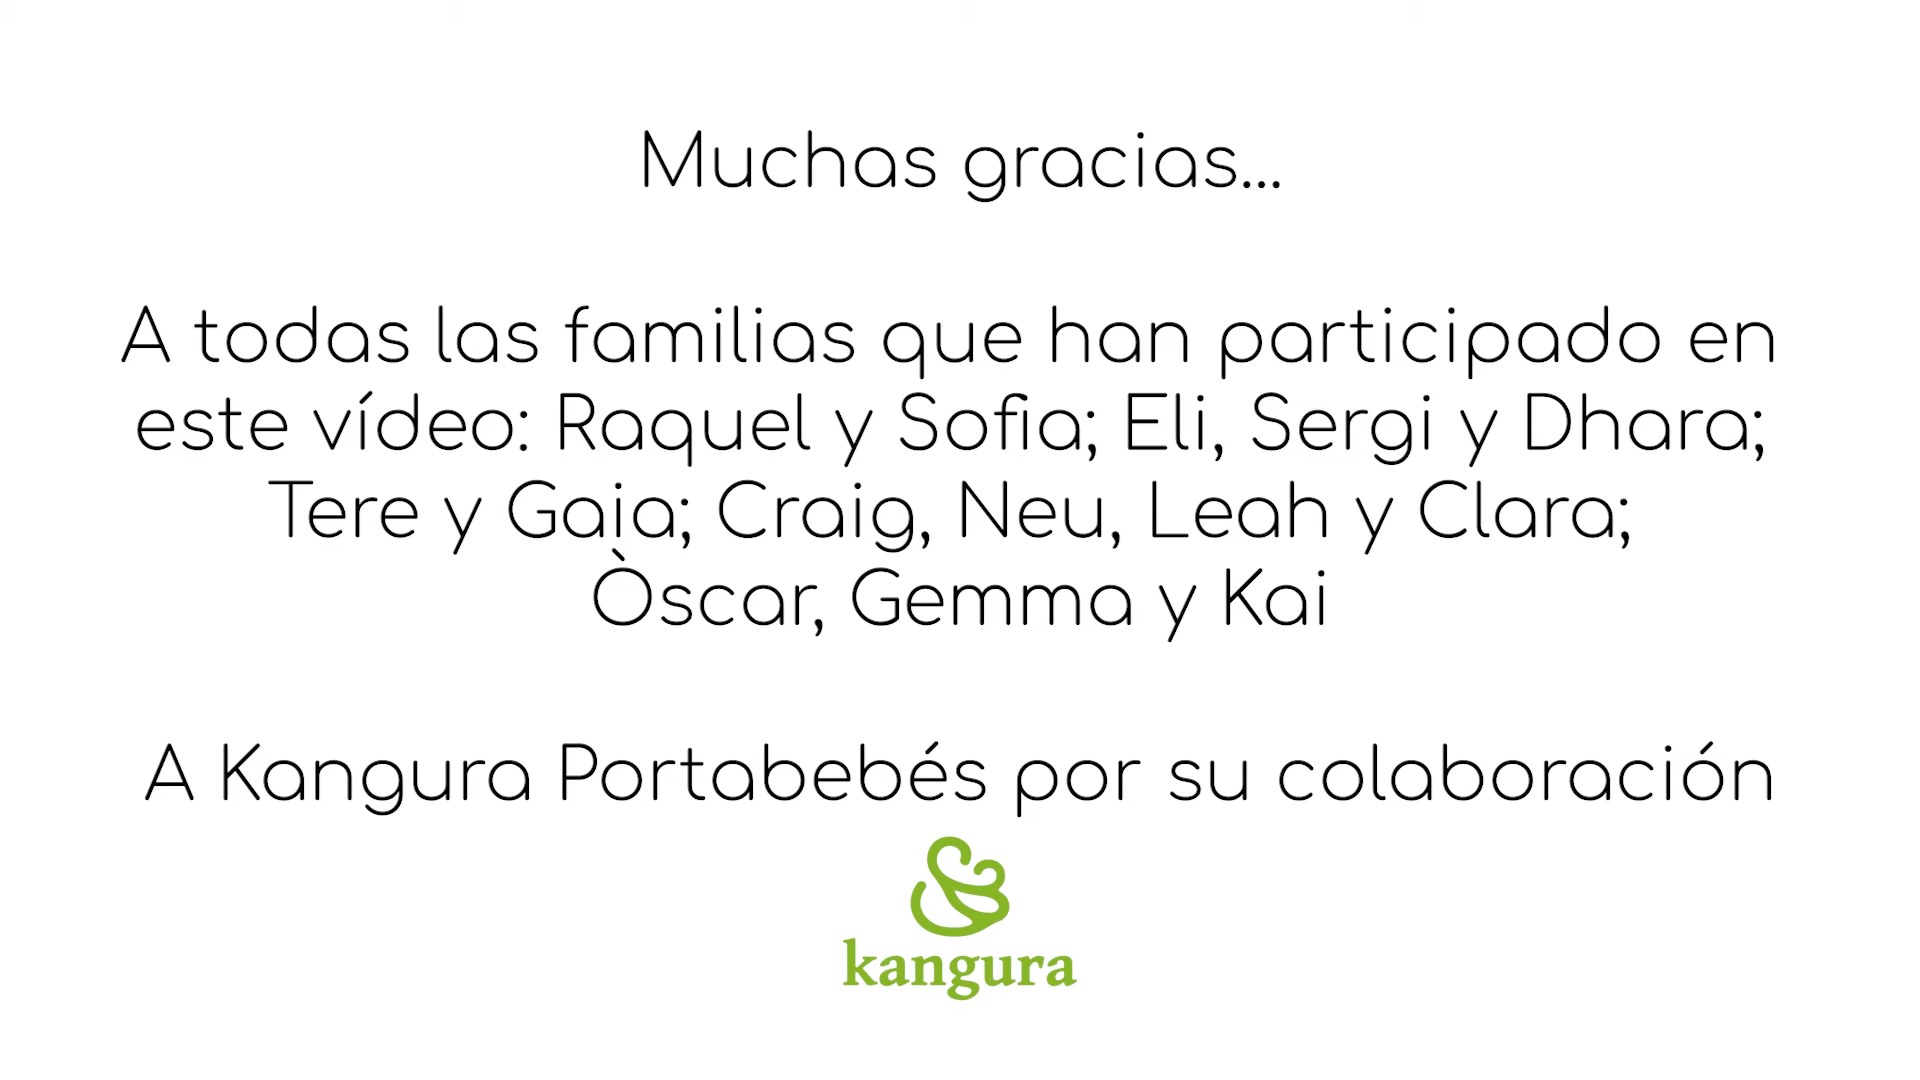 Muchas gracias...
A todas las familias que han participado en
este vídeo: Raquel y Sofia; Eli, Sergi y Dhara;
Tere y Gaia; Craig, Neu, Leah y Clara;
Òscar, Gemma y Kai
A Kangura Portabebés por su colaboración
kangura